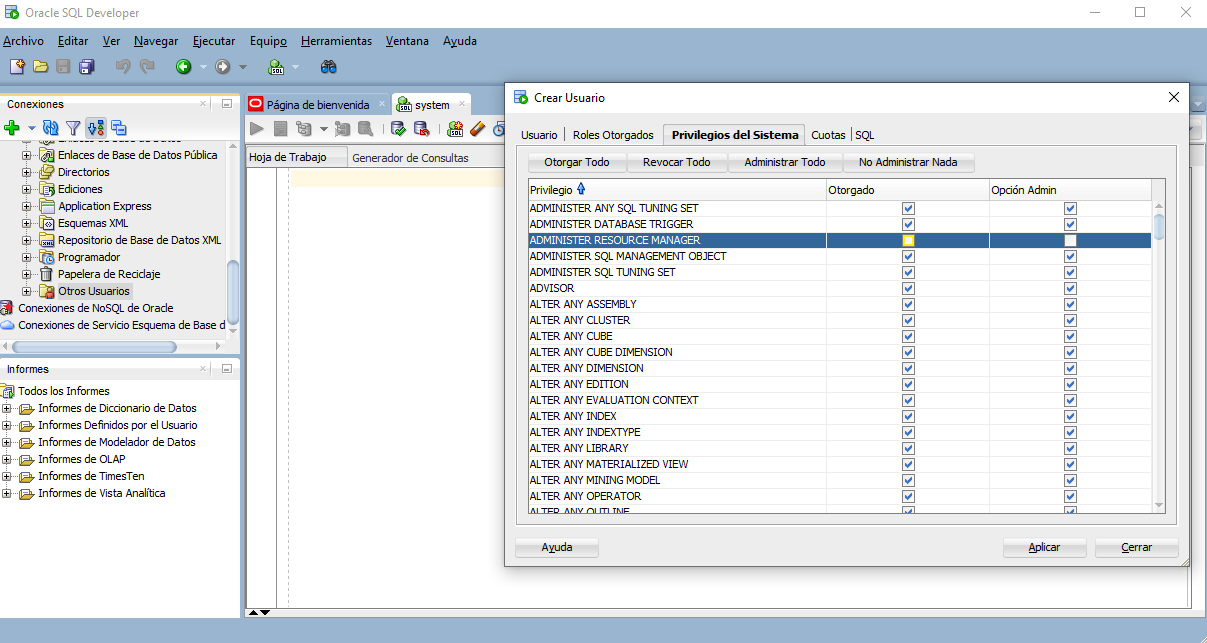 Oracle SQL Developer
Archivo Editar Ver Navegar Ejecutar Equipo Herramientas Ventana Ayuda
Conexiones
Enlaces de Base de Datos Pública
Directorios
Ediciones
Application Express
Esquemas XML
Repositorio de Base de Datos XML
Programador
Papelera de Reciclaje
Otros Usuarios
Conexiones de NoSQL de Oracle
Conexiones de Servicio Esquema de Base d
Informes
Todos los Informes
Informes de Diccionario de Datos
Informes Definidos por el Usuario
Informes de Modelador de Datos
Informes de OLAP
Informes de TimesTen
Informes de Vista Analítica
Página de bienvenida system
Hoja de Trabajo Generador de Consultas
Crear Usuario
Usuario Roles Otorgados Privilegios del Sistema Cuotas SQL
Otorgar Todo Revocar Todo Administrar Todo No Administrar Nada
Privilegio Otorgado Opción Admin
ADMINISTER ANY SQL TUNING SET
ADMINISTER DATABASE TRIGGER
ADMINISTER RESOURCE MANAGER
ADMINISTER SQL MANAGEMENT OBJECT
ADMINISTER SQL TUNING SET
ADVISOR
ALTER ANY ASSEMBLY
ALTER ANY CLUSTER
ALTER ANY CUBE
ALTER ANY CUBE DIMENSION
ALTER ANY DIMENSION
ALTER ANY EDITION
ALTER ANY EVALUATION CONTEXT
ALTER ANY INDEX
ALTER ANY INDEXTYPE
ALTER ANY LIBRARY
ALTER ANY MATERIALIZED VIEW
ALTER ANY MINING MODEL
ALTER ANY OPERATOR
ALTER ANY OUTLINE
Ayuda Aplicar Cerrar